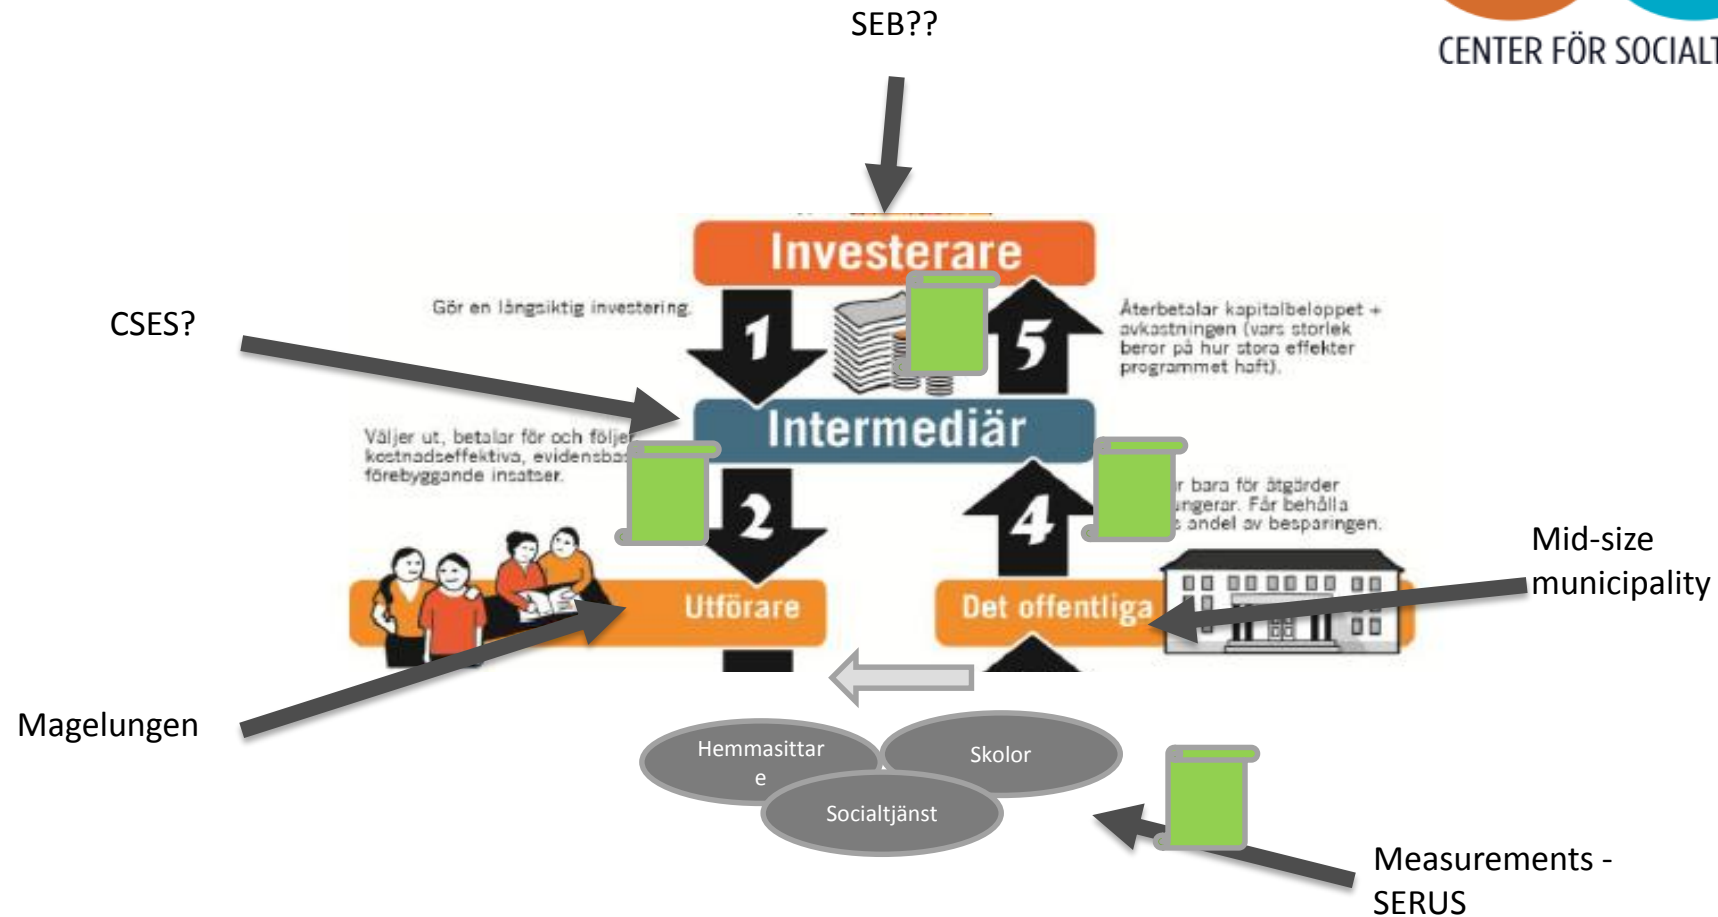 SEB??
CENTER FÖR
Investerare
Gör en långsiktig investering.
1
5
Återbetalar kapitalbeloppet +
avkastningen (vars storlek
beror på hur stora effekter
programmet haft).
CSES?
Intermediär
Väljer ut, betalar för och följer
kostnadseffektiva,
förebyggande insatser.
2
4
bara för åtgärder
Får behålla
andel av besparingen.
Mid-size
municipality
Utförare
Det offentliga
Magelungen
Hemmasittar
e
Skolor
Socialtjänst
Measurements -
SERUS